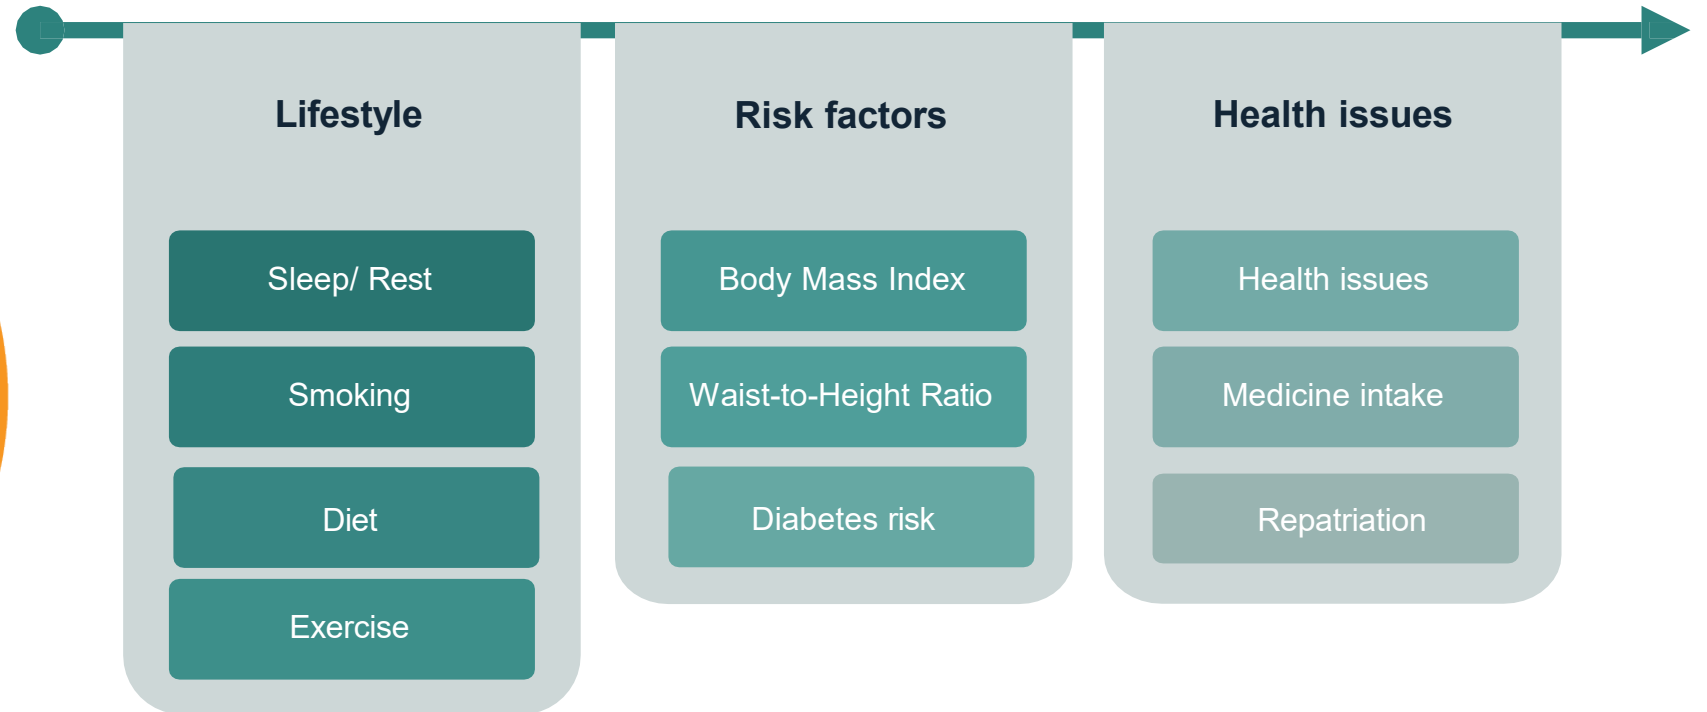 Lifestyle
Sleep/ Rest
Smoking
Diet
Exercise
Risk factors
Body Mass Index
Waist-to-Height Ratio
Diabetes risk
Health issues
Health issues
Medicine intake
Repatriation